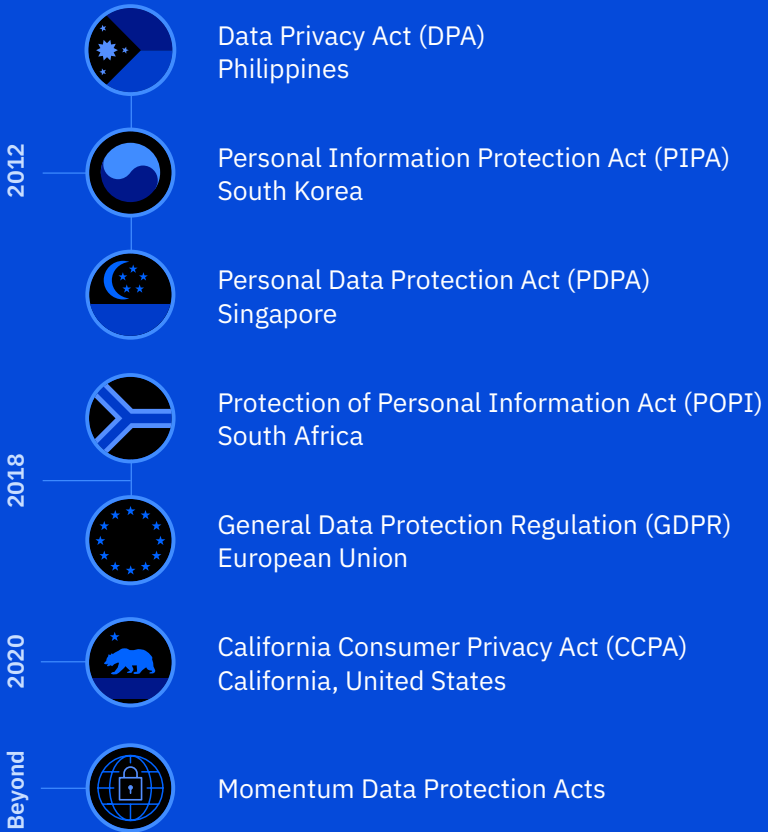 Data Privacy Act (DPA)
Philippines
2012
Personal Information Protection Act (PIPA)
South Korea
Personal Data Protection Act (PDPA)
Singapore
Protection of Personal Information Act (POPI)
South Africa
2018
General Data Protection Regulation (GDPR)
European Union
2020
California Consumer Privacy Act (CCPA)
California, United States
Beyond
Momentum Data Protection Acts